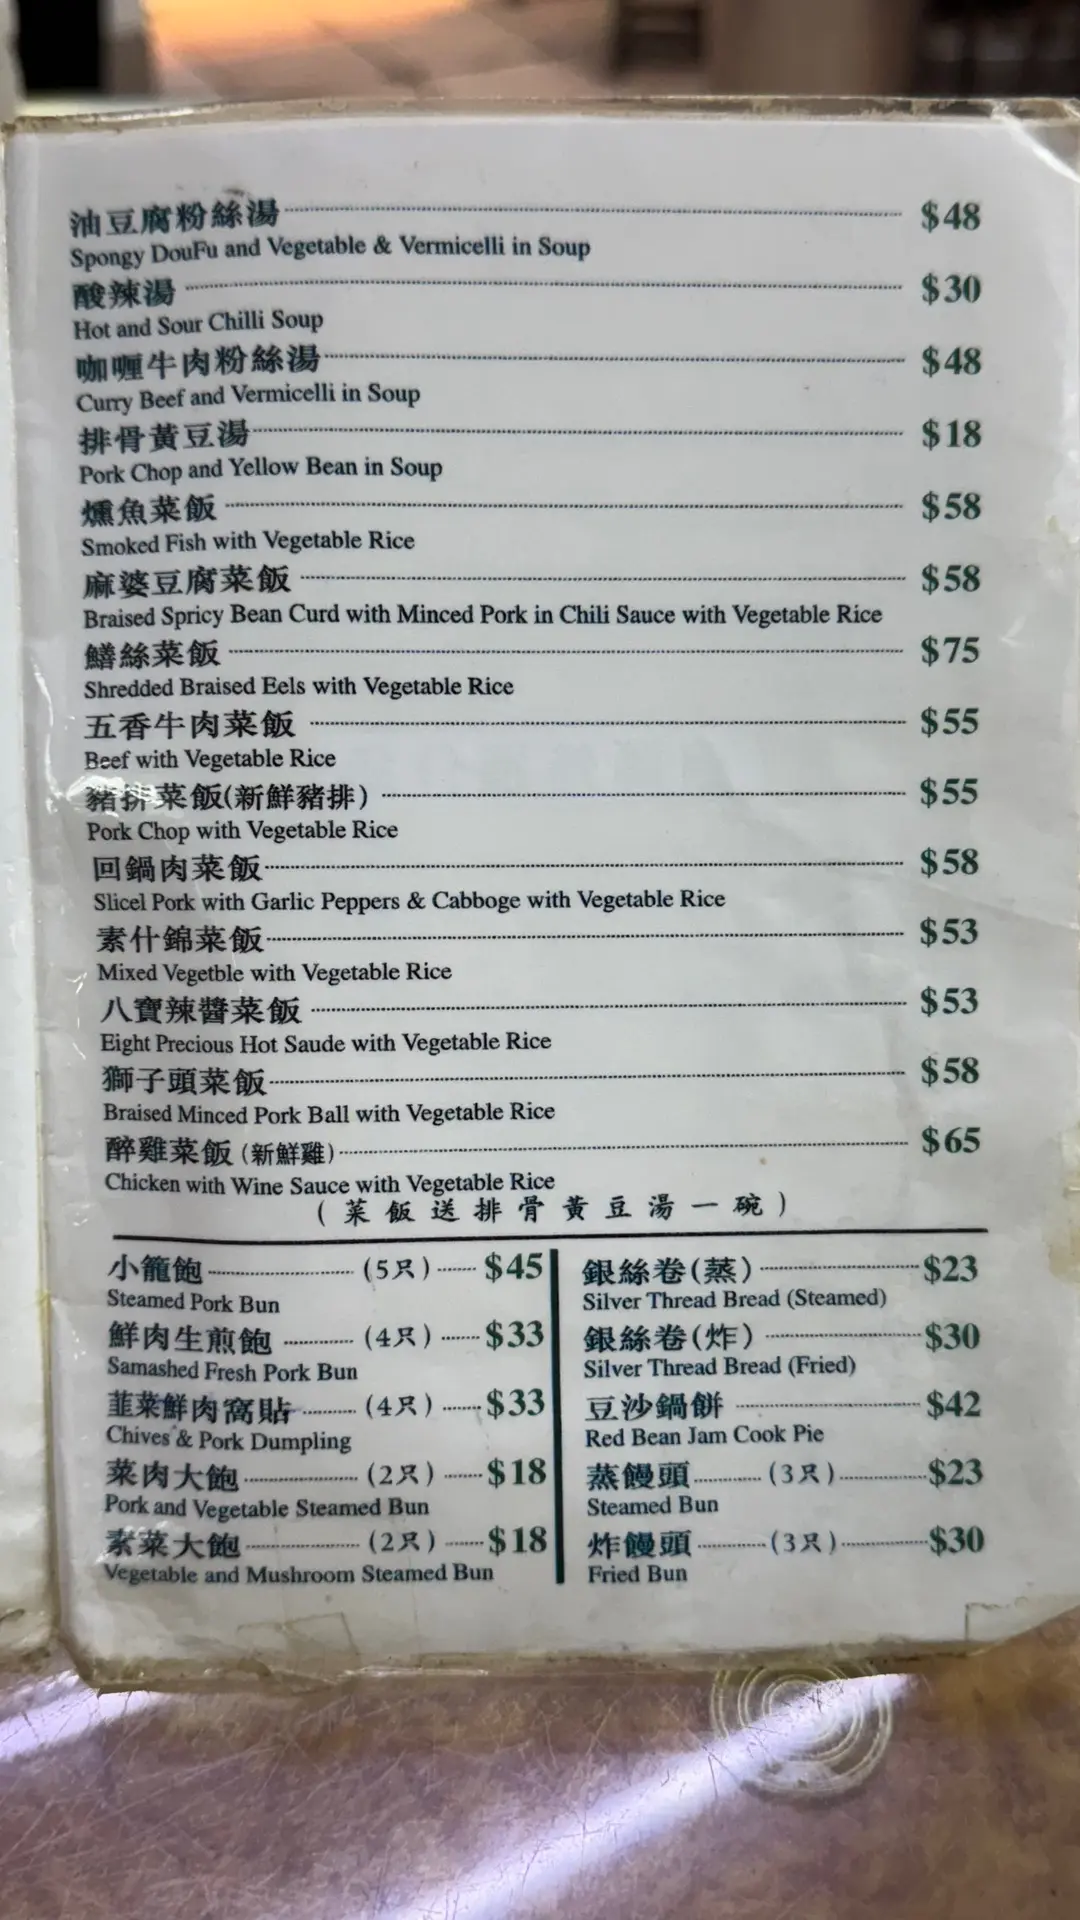 油豆腐粉絲湯 $48
Spongy DouFu and Vegetable & Vermicelli in Soup
酸辣湯 $30
Hot and Sour Chilli Soup
咖喱牛肉粉絲湯 $48
Curry Beef and Vermicelli in Soup
排骨黃豆湯 $18
Pork Chop and Yellow Bean in Soup
燻魚菜飯 $58
Smoked Fish with Vegetable Rice
麻婆豆腐菜飯 $58
Braised Spricy Bean Curd with Minced Pork in Chili Sauce with Vegetable Rice
鱔絲菜飯 $75
Shredded Braised Eels with Vegetable Rice
五香牛肉菜飯 $55
Beef with Vegetable Rice
豬排菜飯(新鮮豬排) $55
Pork Chop with Vegetable Rice
回鍋肉菜飯 $58
Slicel Pork with Garlic Peppers & Cabboge with Vegetable Rice
素什錦菜飯 $53
Mixed Vegetble with Vegetable Rice
八寶辣醬菜飯 $53
Eight Precious Hot Saude with Vegetable Rice
獅子頭菜飯 $58
Braised Minced Pork Ball with Vegetable Rice
醉雞菜飯(新鮮雞) $65
Chicken with Wine Sauce with Vegetable Rice
(菜飯送排骨黃豆湯一碗)
小籠飽 (5只) $45
Steamed Pork Bun
鮮肉生煎飽 (4只) $33
Samashed Fresh Pork Bun
韮菜鮮肉窩貼 (4只) $33
Chives & Pork Dumpling
菜肉大飽 (2只) $18
Pork and Vegetable Steamed Bun
素菜大飽 (2只) $18
Vegetable and Mushroom Steamed Bun
銀絲卷(蒸) $23
Silver Thread Bread (Steamed)
銀絲卷(炸) $30
Silver Thread Bread (Fried)
豆沙鍋餅 $42
Red Bean Jam Cook Pie
蒸饅頭 (3只) $23
Steamed Bun
炸饅頭 (3只) $30
Fried Bun